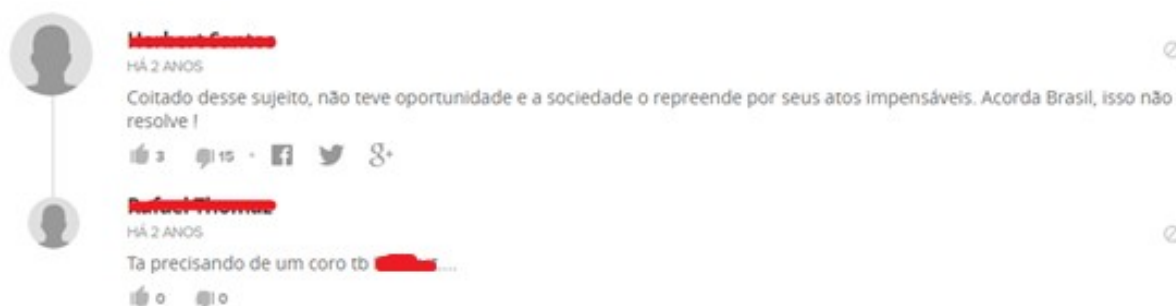 HÁ 2 ANOS
Coitado desse sujeito, não teve oportunidade e a sociedade o repreende por seus atos impensáveis. Acorda Brasil, isso não
resolve !
3 15
HÁ 2 ANOS
Ta precisando de um coro tb ....
0 0